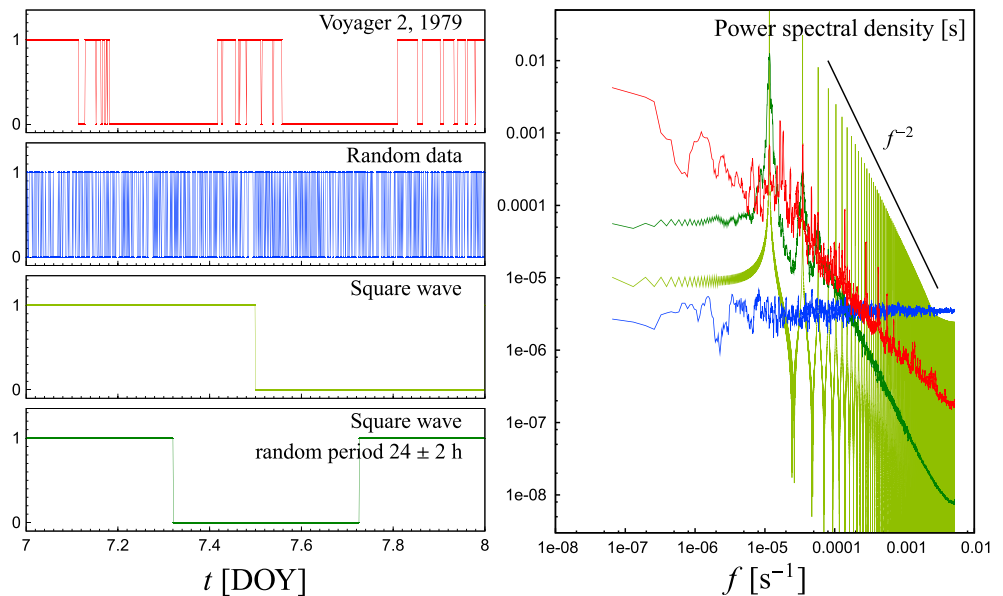 Voyager 2, 1979
1
0
Random data
1
0
Square wave
1
0
Square wave
random period 24 ± 2 h
1
0
7 7.2 7.4 7.6 7.8 8
t [DOY]
Power spectral density [s]
f⁻²
0.01
0.001
0.0001
1e-05
1e-06
1e-07
1e-08
1e-08 1e-07 1e-06 1e-05 0.0001 0.001 0.01
f [s⁻¹]